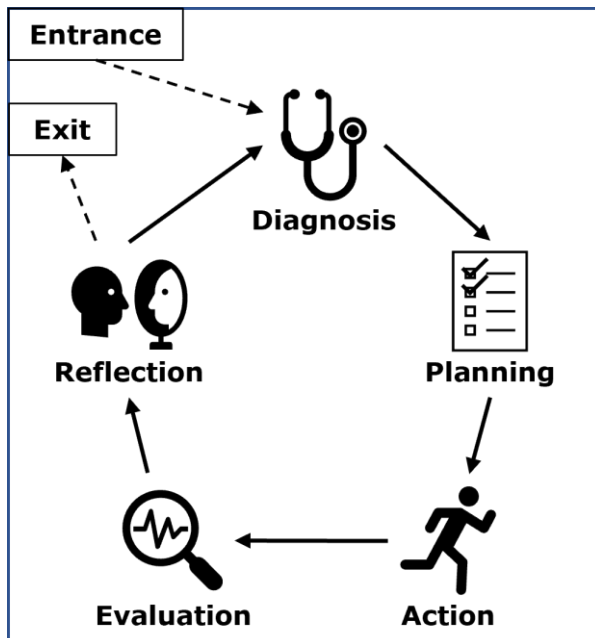 Entrance
Exit
Diagnosis
Reflection
Planning
Evaluation
Action